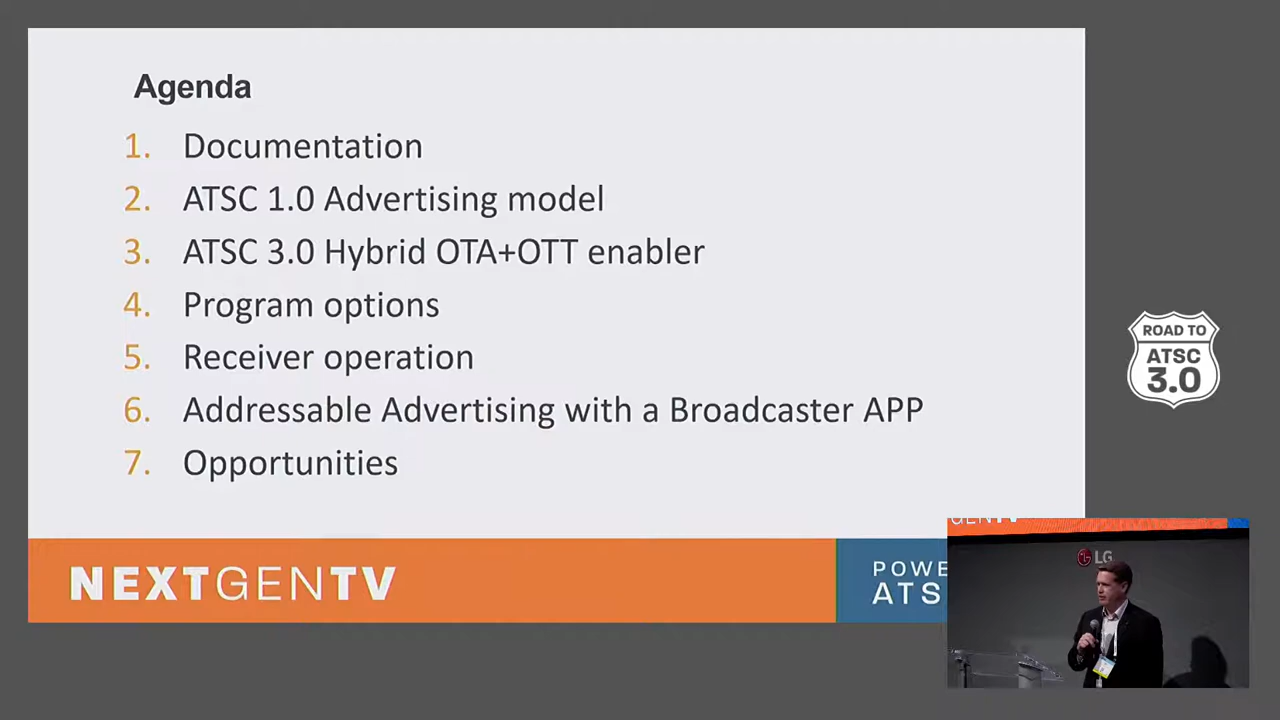 Agenda
1. Documentation
2. ATSC 1.0 Advertising model
3. ATSC 3.0 Hybrid OTA+OTT enabler
4. Program options
5. Receiver operation
6. Addressable Advertising with a Broadcaster APP
7. Opportunities
ROAD TO
ATSC
3.0
NEXTGENTV
POWE
ATS
GENTV
LG